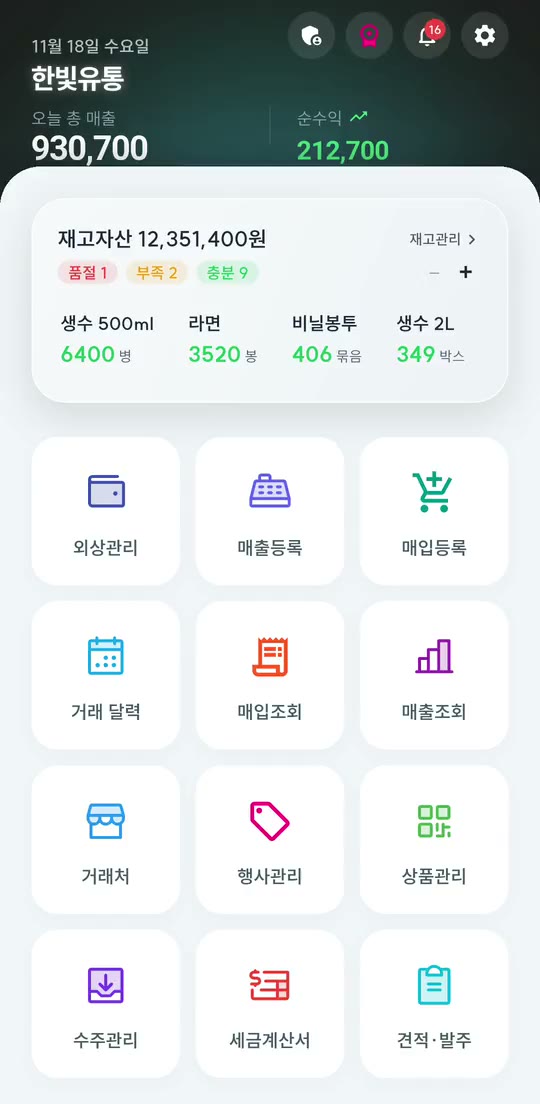 11월 18일 수요일
16
한빛유통
오늘 총 매출
순수익
930,700
212,700
재고자산 12,351,400원
재고관리 >
품절 1 부족 2 충분 9
− +
생수 500ml 라면 비닐봉투 생수 2L
6400 병 3520 봉 406 묶음 349 박스
외상관리 매출등록 매입등록
거래 달력 매입조회 매출조회
거래처 행사관리 상품관리
$
수주관리 세금계산서 견적·발주